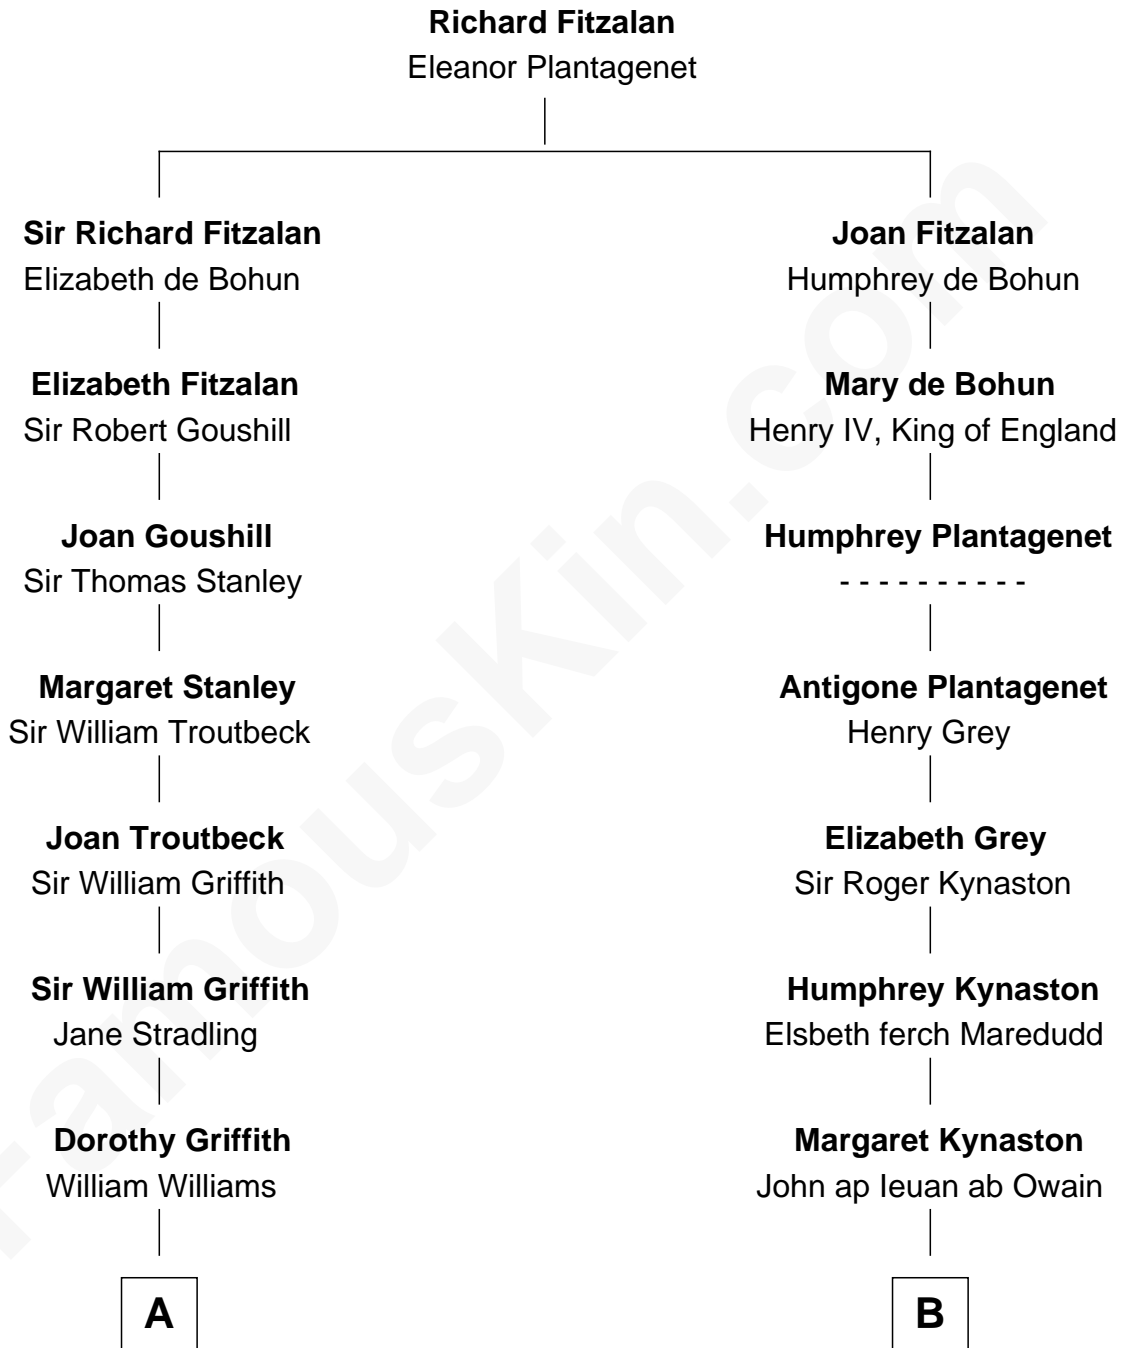 Richard Fitzalan
Eleanor Plantagenet
Sir Richard Fitzalan
Elizabeth de Bohun
Joan Fitzalan
Humphrey de Bohun
Elizabeth Fitzalan
Sir Robert Goushill
Mary de Bohun
Henry IV, King of England
Joan Goushill
Sir Thomas Stanley
Humphrey Plantagenet
- - - - - - - - - -
Margaret Stanley
Sir William Troutbeck
Antigone Plantagenet
Henry Grey
Joan Troutbeck
Sir William Griffith
Elizabeth Grey
Sir Roger Kynaston
Sir William Griffith
Jane Stradling
Humphrey Kynaston
Elsbeth ferch Maredudd
Dorothy Griffith
William Williams
Margaret Kynaston
John ap Ieuan ab Owain
A
B
FamousKin.com